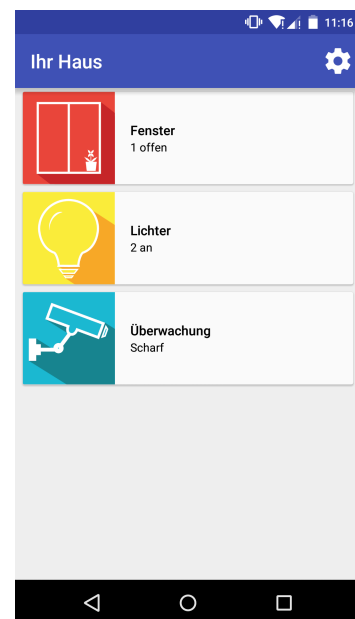 11:16
Ihr Haus
Fenster
1 offen
Lichter
2 an
Überwachung
Scharf